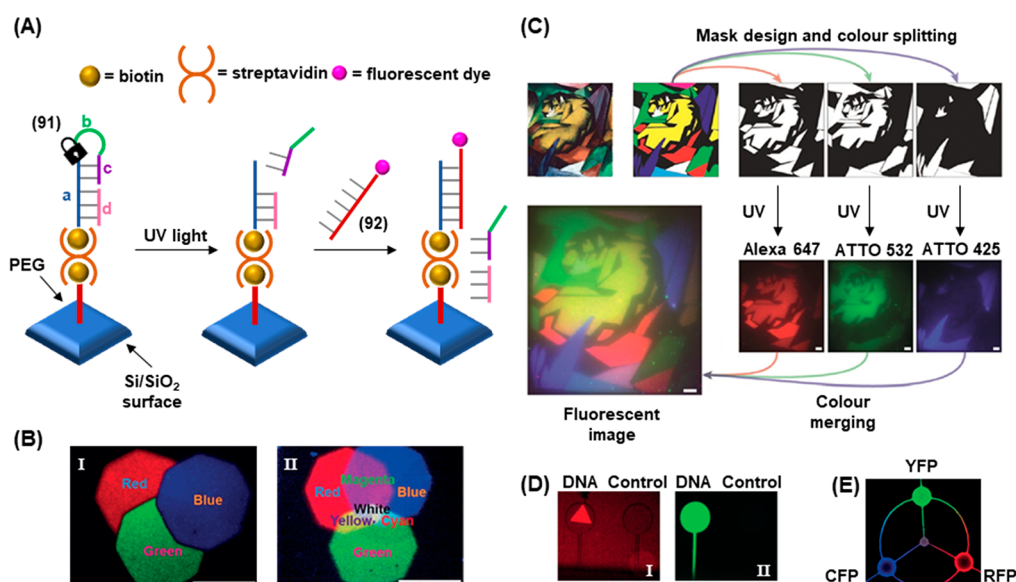 (A)
= biotin
= streptavidin
= fluorescent dye
(91)
b
c
a
d
PEG
UV light
(92)
Si/SiO2
surface
(B)
I
Red
Blue
Green
II
Magenta
Red
Blue
White
Yellow
Cyan
Green
(C)
Mask design and colour splitting
UV
UV
UV
Alexa 647
ATTO 532
ATTO 425
Fluorescent
image
Colour
merging
(D)
DNA Control
I
DNA Control
II
(E)
YFP
CFP
RFP